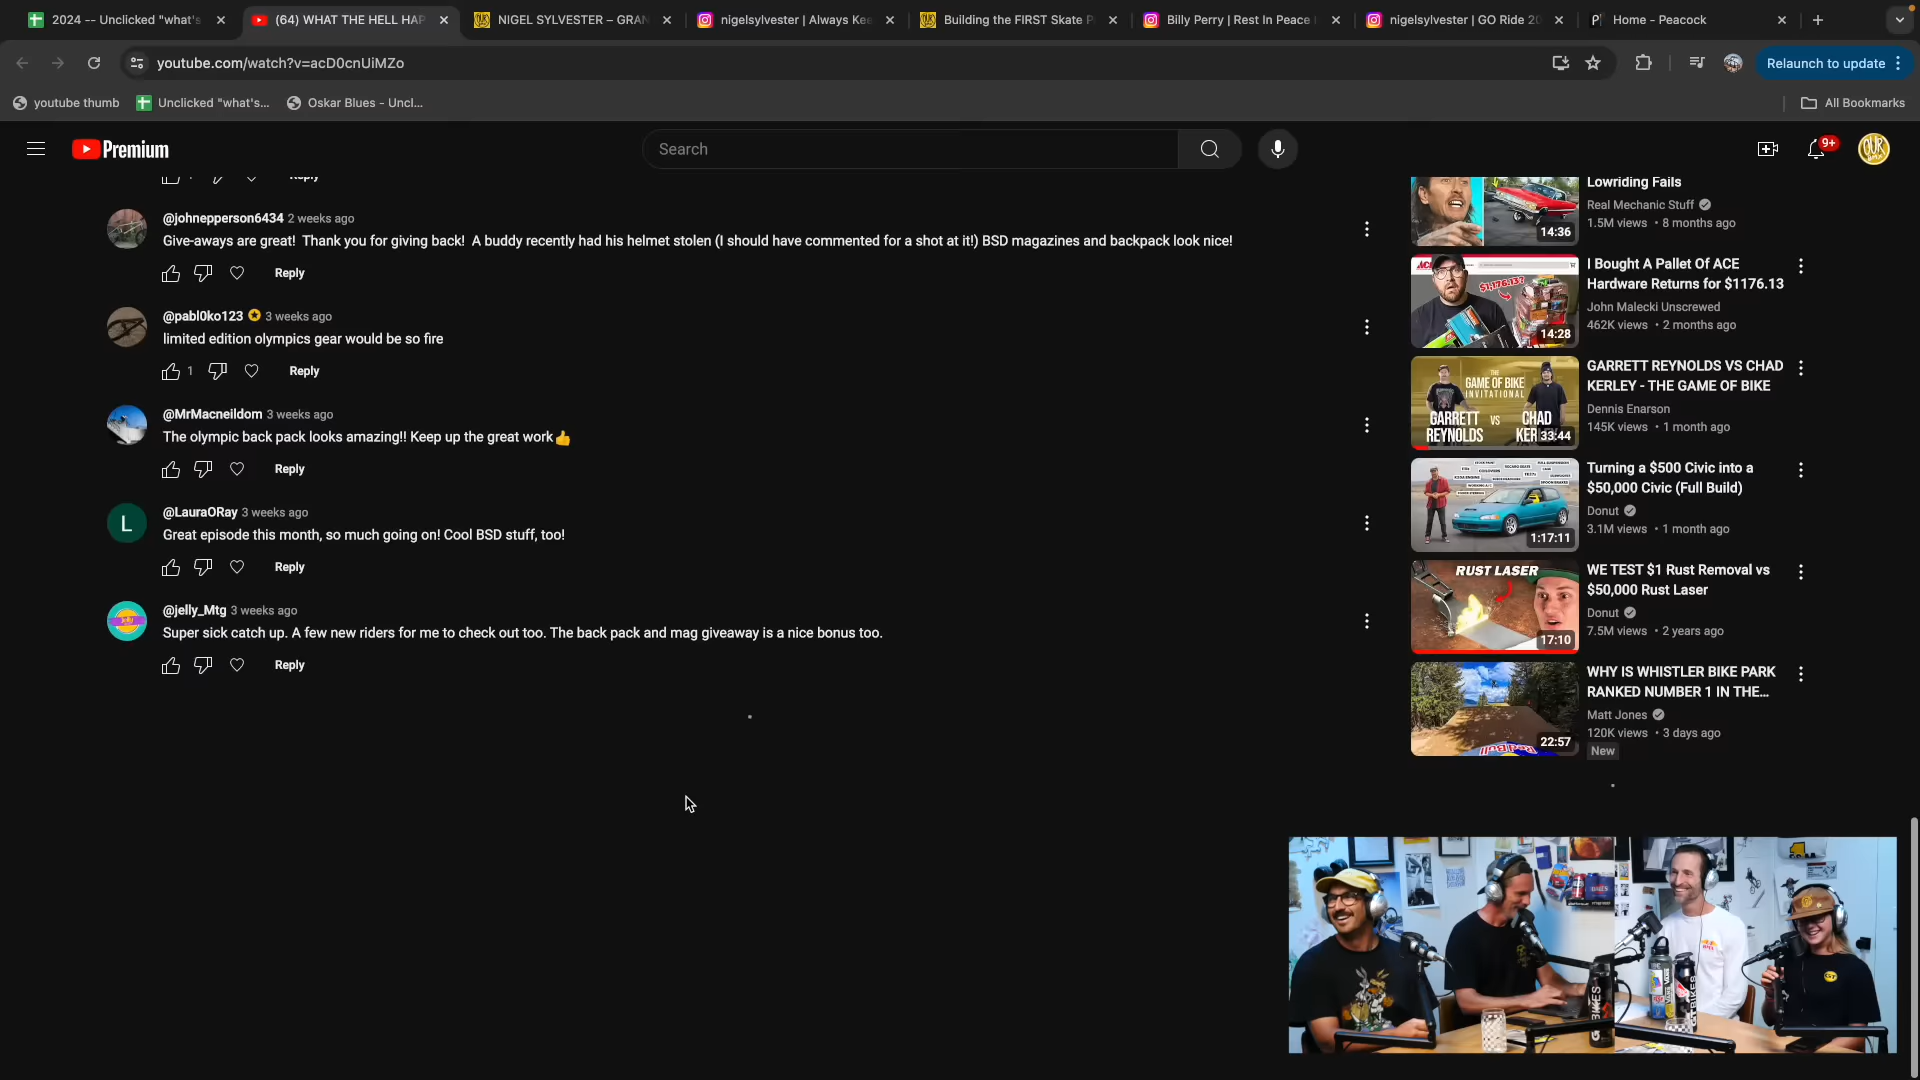 2024 -- Unclicked "what's
(64) WHAT THE HELL HAP
NIGEL SYLVESTER – GRAN
nigelsylvester | Always Kee
Building the FIRST Skate P
Billy Perry | Rest In Peace
nigelsylvester | GO Ride 20
Home - Peacock
youtube.com/watch?v=acD0cnUiMZo
Relaunch to update
youtube thumb
Unclicked "what's...
Oskar Blues - Uncl...
All Bookmarks
Premium
Search
9+
Reply
@johnepperson6434 2 weeks ago
Give-aways are great! Thank you for giving back! A buddy recently had his helmet stolen (I should have commented for a shot at it!) BSD magazines and backpack look nice!
Reply
@pabl0ko123 3 weeks ago
limited edition olympics gear would be so fire
1 Reply
@MrMacneildom 3 weeks ago
The olympic back pack looks amazing!! Keep up the great work👍
Reply
L
@LauraORay 3 weeks ago
Great episode this month, so much going on! Cool BSD stuff, too!
Reply
@jelly_Mtg 3 weeks ago
Super sick catch up. A few new riders for me to check out too. The back pack and mag giveaway is a nice bonus too.
Reply
14:36
Lowriding Fails
Real Mechanic Stuff
1.5M views • 8 months ago
$1,176.13?
14:28
I Bought A Pallet Of ACE
Hardware Returns for $1176.13
John Malecki Unscrewed
462K views • 2 months ago
THE
GAME OF BIKE
INVITATIONAL
GARRETT
REYNOLDS
VS
CHAD
33:44
GARRETT REYNOLDS VS CHAD
KERLEY - THE GAME OF BIKE
Dennis Enarson
145K views • 1 month ago
1:17:11
Turning a $500 Civic into a
$50,000 Civic (Full Build)
Donut
3.1M views • 1 month ago
RUST LASER
17:10
WE TEST $1 Rust Removal vs
$50,000 Rust Laser
Donut
7.5M views • 2 years ago
Red Bull
22:57
WHY IS WHISTLER BIKE PARK
RANKED NUMBER 1 IN THE...
Matt Jones
120K views • 3 days ago
New